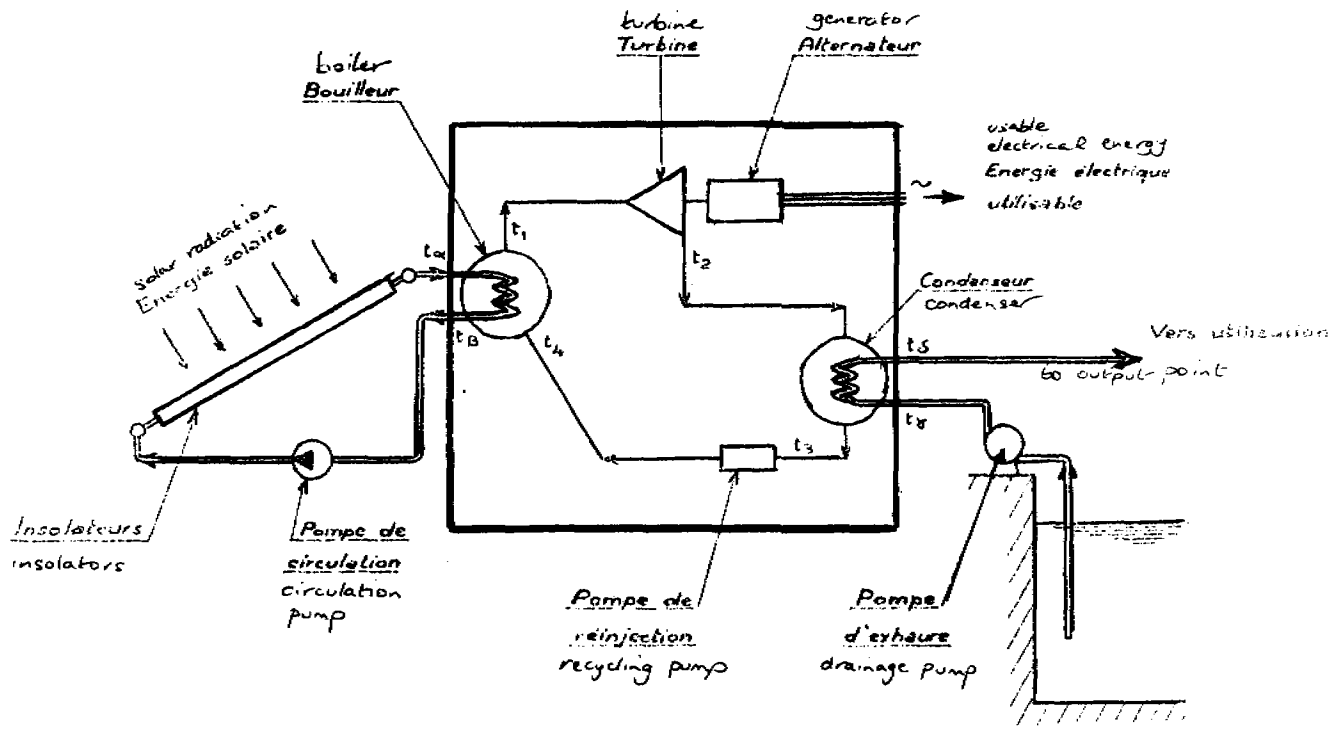 turbine
Turbine
generator
Alternateur
boiler
Bouilleur
usable
electrical energy
Energie électrique
utilisable
~
solar radiation
Energie solaire
t1
t2
tα
tβ
t4
Condenseur
condenser
tδ
Vers utilization
to output point
tγ
t3
Insolateurs
insolators
Pompe de
circulation
circulation
pump
Pompe de
réinjection
recycling pump
Pompe
d'exhaure
drainage pump